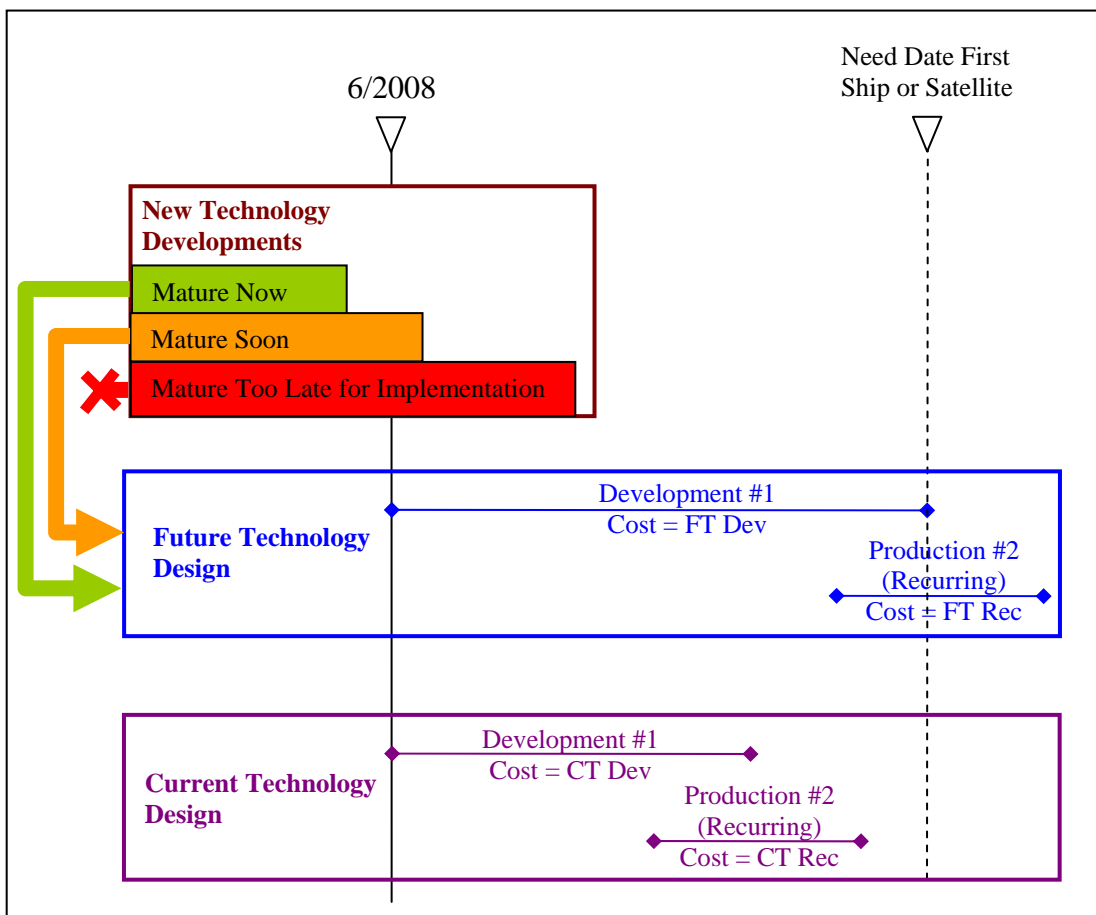 6/2008
Need Date First
Ship or Satellite
New Technology
Developments
Mature Now
Mature Soon
Mature Too Late for Implementation
Future Technology
Design
Development #1
Cost = FT Dev
Production #2
(Recurring)
Cost = FT Rec
Current Technology
Design
Development #1
Cost = CT Dev
Production #2
(Recurring)
Cost = CT Rec